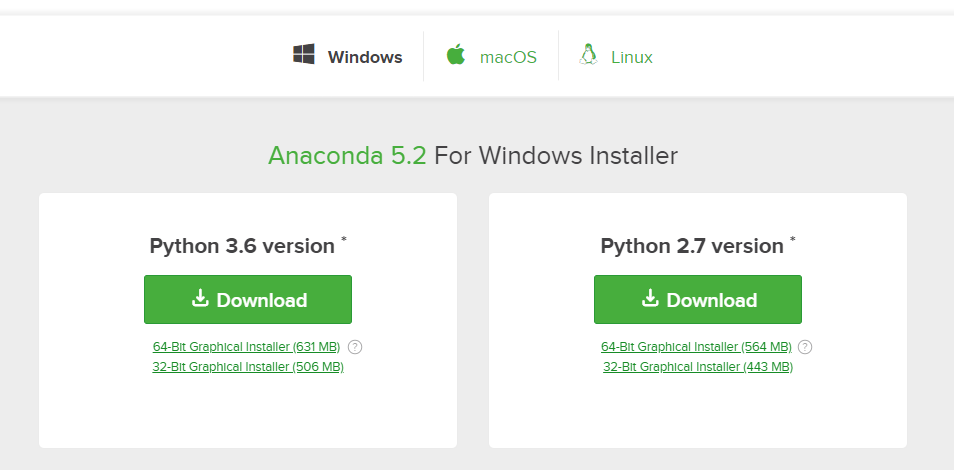 Windows
macOS
Linux
Anaconda 5.2 For Windows Installer
Python 3.6 version *
Download
64-Bit Graphical Installer (631 MB) ?
32-Bit Graphical Installer (506 MB)
Python 2.7 version *
Download
64-Bit Graphical Installer (564 MB) ?
32-Bit Graphical Installer (443 MB)